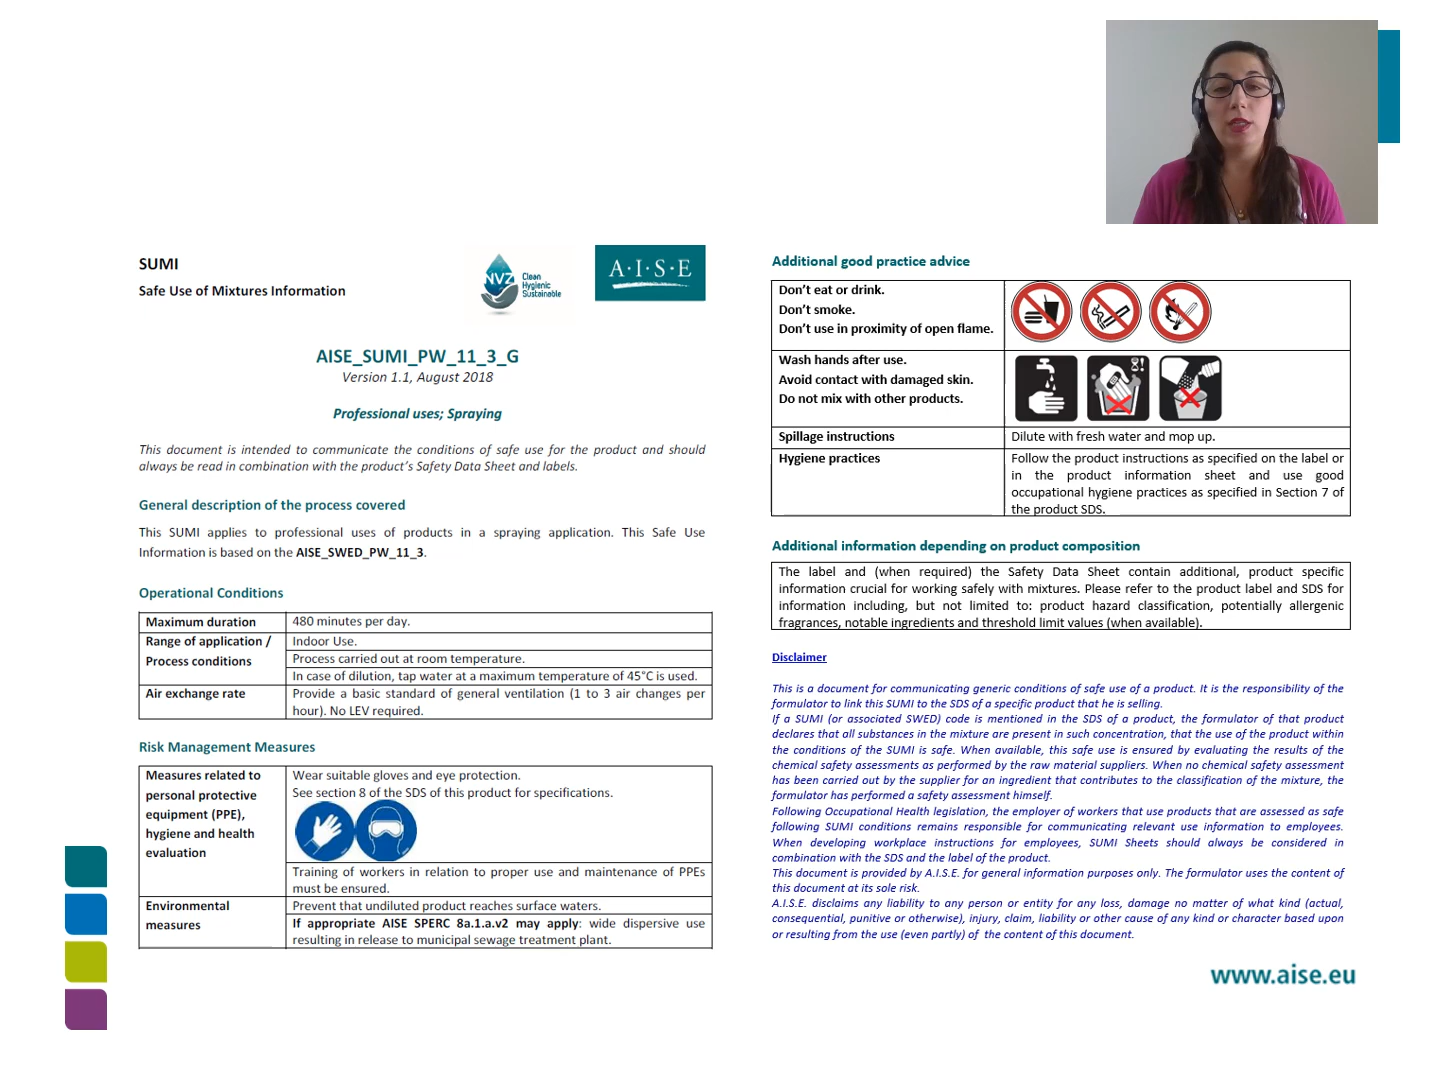 SUMI
Safe Use of Mixtures Information
NVZ
Clean
Hygienic
Sustainable
A·I·S·E
AISE_SUMI_PW_11_3_G
Version 1.1, August 2018
Professional uses; Spraying
This document is intended to communicate the conditions of safe use for the product and should
always be read in combination with the product's Safety Data Sheet and labels.
General description of the process covered
This SUMI applies to professional uses of products in a spraying application. This Safe Use
Information is based on the AISE_SWED_PW_11_3.
Operational Conditions
Maximum duration
480 minutes per day.
Range of application /
Process conditions
Indoor Use.
Process carried out at room temperature.
In case of dilution, tap water at a maximum temperature of 45°C is used.
Air exchange rate
Provide a basic standard of general ventilation (1 to 3 air changes per
hour). No LEV required.
Risk Management Measures
Measures related to
personal protective
equipment (PPE),
hygiene and health
evaluation
Wear suitable gloves and eye protection.
See section 8 of the SDS of this product for specifications.
Training of workers in relation to proper use and maintenance of PPEs
must be ensured.
Environmental
measures
Prevent that undiluted product reaches surface waters.
If appropriate AISE SPERC 8a.1.a.v2 may apply: wide dispersive use
resulting in release to municipal sewage treatment plant.
Additional good practice advice
Don't eat or drink.
Don't smoke.
Don't use in proximity of open flame.
Wash hands after use.
Avoid contact with damaged skin.
Do not mix with other products.
Spillage instructions
Dilute with fresh water and mop up.
Hygiene practices
Follow the product instructions as specified on the label or
in the product information sheet and use good
occupational hygiene practices as specified in Section 7 of
the product SDS.
Additional information depending on product composition
The label and (when required) the Safety Data Sheet contain additional, product specific
information crucial for working safely with mixtures. Please refer to the product label and SDS for
information including, but not limited to: product hazard classification, potentially allergenic
fragrances, notable ingredients and threshold limit values (when available).
Disclaimer
This is a document for communicating generic conditions of safe use of a product. It is the responsibility of the
formulator to link this SUMI to the SDS of a specific product that he is selling.
If a SUMI (or associated SWED) code is mentioned in the SDS of a product, the formulator of that product
declares that all substances in the mixture are present in such concentration, that the use of the product within
the conditions of the SUMI is safe. When available, this safe use is ensured by evaluating the results of the
chemical safety assessments as performed by the raw material suppliers. When no chemical safety assessment
has been carried out by the supplier for an ingredient that contributes to the classification of the mixture, the
formulator has performed a safety assessment himself.
Following Occupational Health legislation, the employer of workers that use products that are assessed as safe
following SUMI conditions remains responsible for communicating relevant use information to employees.
When developing workplace instructions for employees, SUMI Sheets should always be considered in
combination with the SDS and the label of the product.
This document is provided by A.I.S.E. for general information purposes only. The formulator uses the content of
this document at its sole risk.
A.I.S.E. disclaims any liability to any person or entity for any loss, damage no matter of what kind (actual,
consequential, punitive or otherwise), injury, claim, liability or other cause of any kind or character based upon
or resulting from the use (even partly) of the content of this document.
www.aise.eu